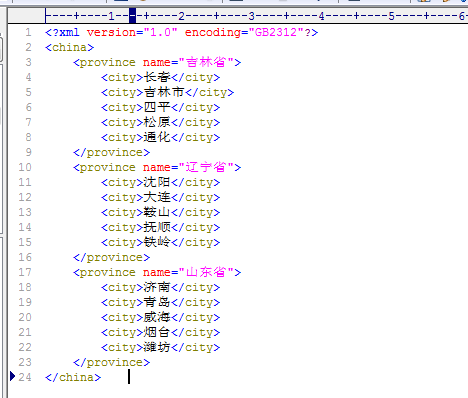 ----+----1----+----2----+----3----+----4----+----5----+----6
1 <?xml version="1.0" encoding="GB2312"?>
2 <china>
3     <province name="吉林省">
4         <city>长春</city>
5         <city>吉林市</city>
6         <city>四平</city>
7         <city>松原</city>
8         <city>通化</city>
9     </province>
10     <province name="辽宁省">
11         <city>沈阳</city>
12         <city>大连</city>
13         <city>鞍山</city>
14         <city>抚顺</city>
15         <city>铁岭</city>
16     </province>
17     <province name="山东省">
18         <city>济南</city>
19         <city>青岛</city>
20         <city>威海</city>
21         <city>烟台</city>
22         <city>潍坊</city>
23     </province>
24 </china>